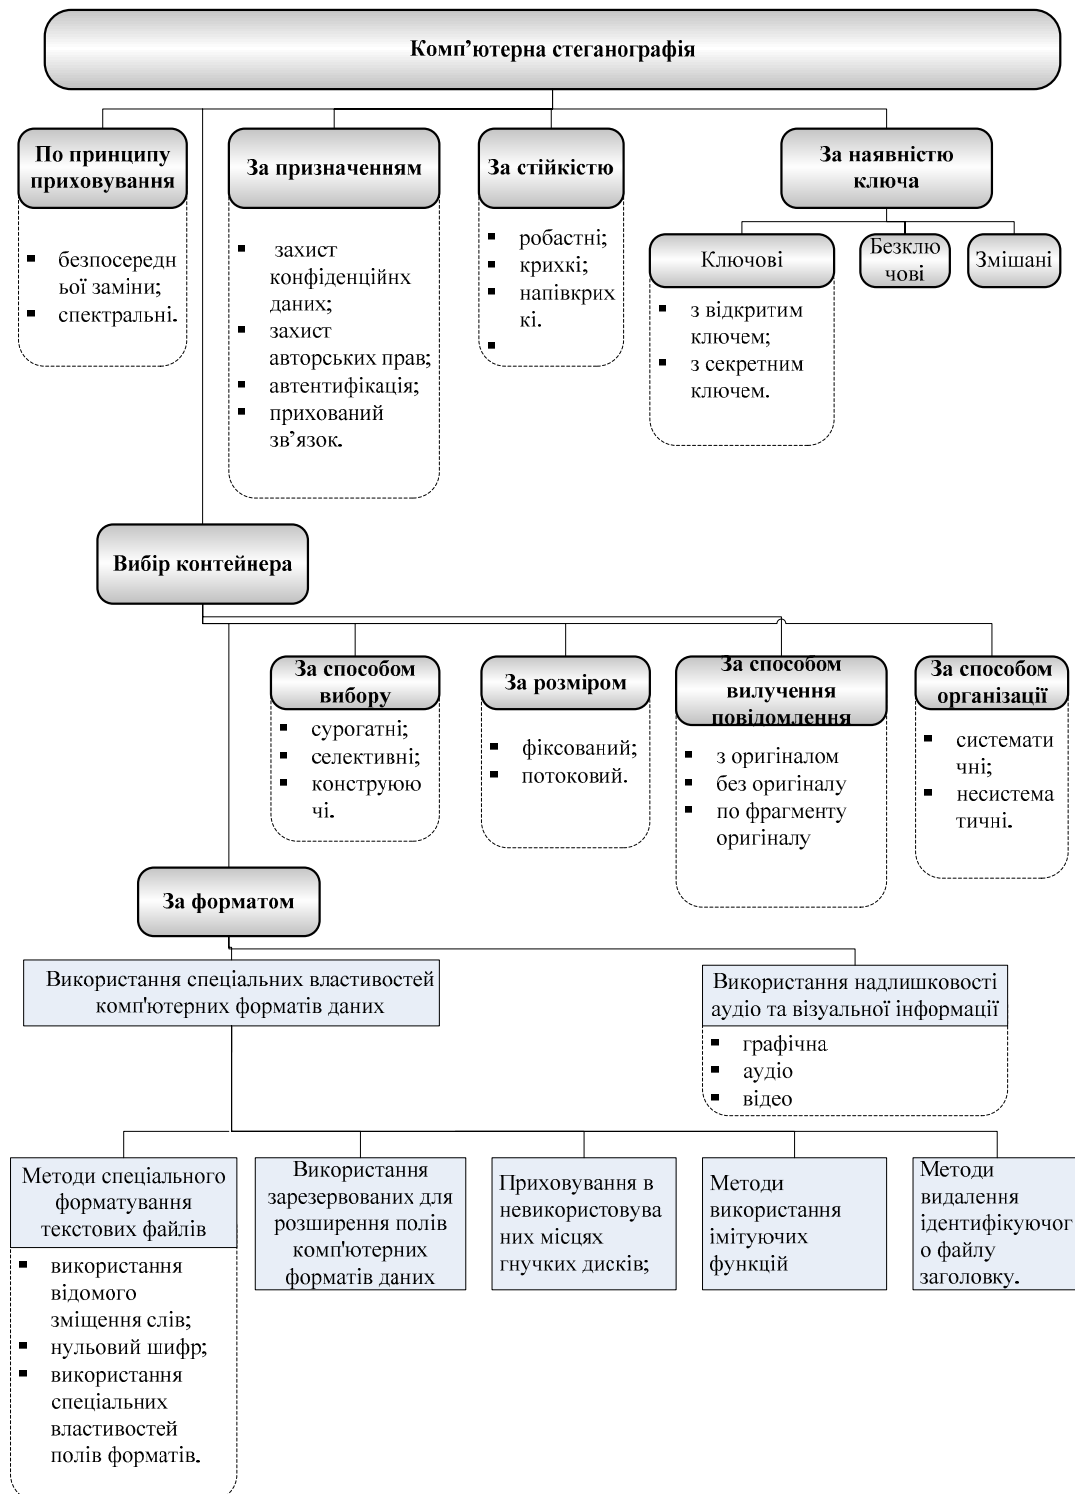 Комп’ютерна стеганографія
По принципу
приховування
▪ безпосередн
ьої заміни;
▪ спектральні.
За призначенням
▪ захист
конфіденційнх
даних;
▪ захист
авторських прав;
▪ автентифікація;
▪ прихований
зв’язок.
За стійкістю
▪ робастні;
▪ крихкі;
▪ напівкрих
кі.
▪
За наявністю
ключа
Ключові
▪ з відкритим
ключем;
▪ з секретним
ключем.
Безклю
чові
Змішані
Вибір контейнера
За способом
вибору
▪ сурогатні;
▪ селективні;
▪ конструюю
чі.
За розміром
▪ фіксований;
▪ потоковий.
За способом
вилучення
повідомлення
▪ з оригіналом
▪ без оригіналу
▪ по фрагменту
оригіналу
За способом
організації
▪ системати
чні;
▪ несистема
тичні.
За форматом
Використання спеціальних властивостей
комп'ютерних форматів даних
Використання надлишковості
аудіо та візуальної інформації
▪ графічна
▪ аудіо
▪ відео
Методи спеціального
форматування
текстових файлів
▪ використання
відомого
зміщення слів;
▪ нульовий шифр;
▪ використання
спеціальних
властивостей
полів форматів.
Використання
зарезервованих для
розширення полів
комп'ютерних
форматів даних
Приховування в
невикористовува
них місцях
гнучких дисків;
Методи
використання
імітуючих
функцій
Методи
видалення
ідентифікуючог
о файлу
заголовку.